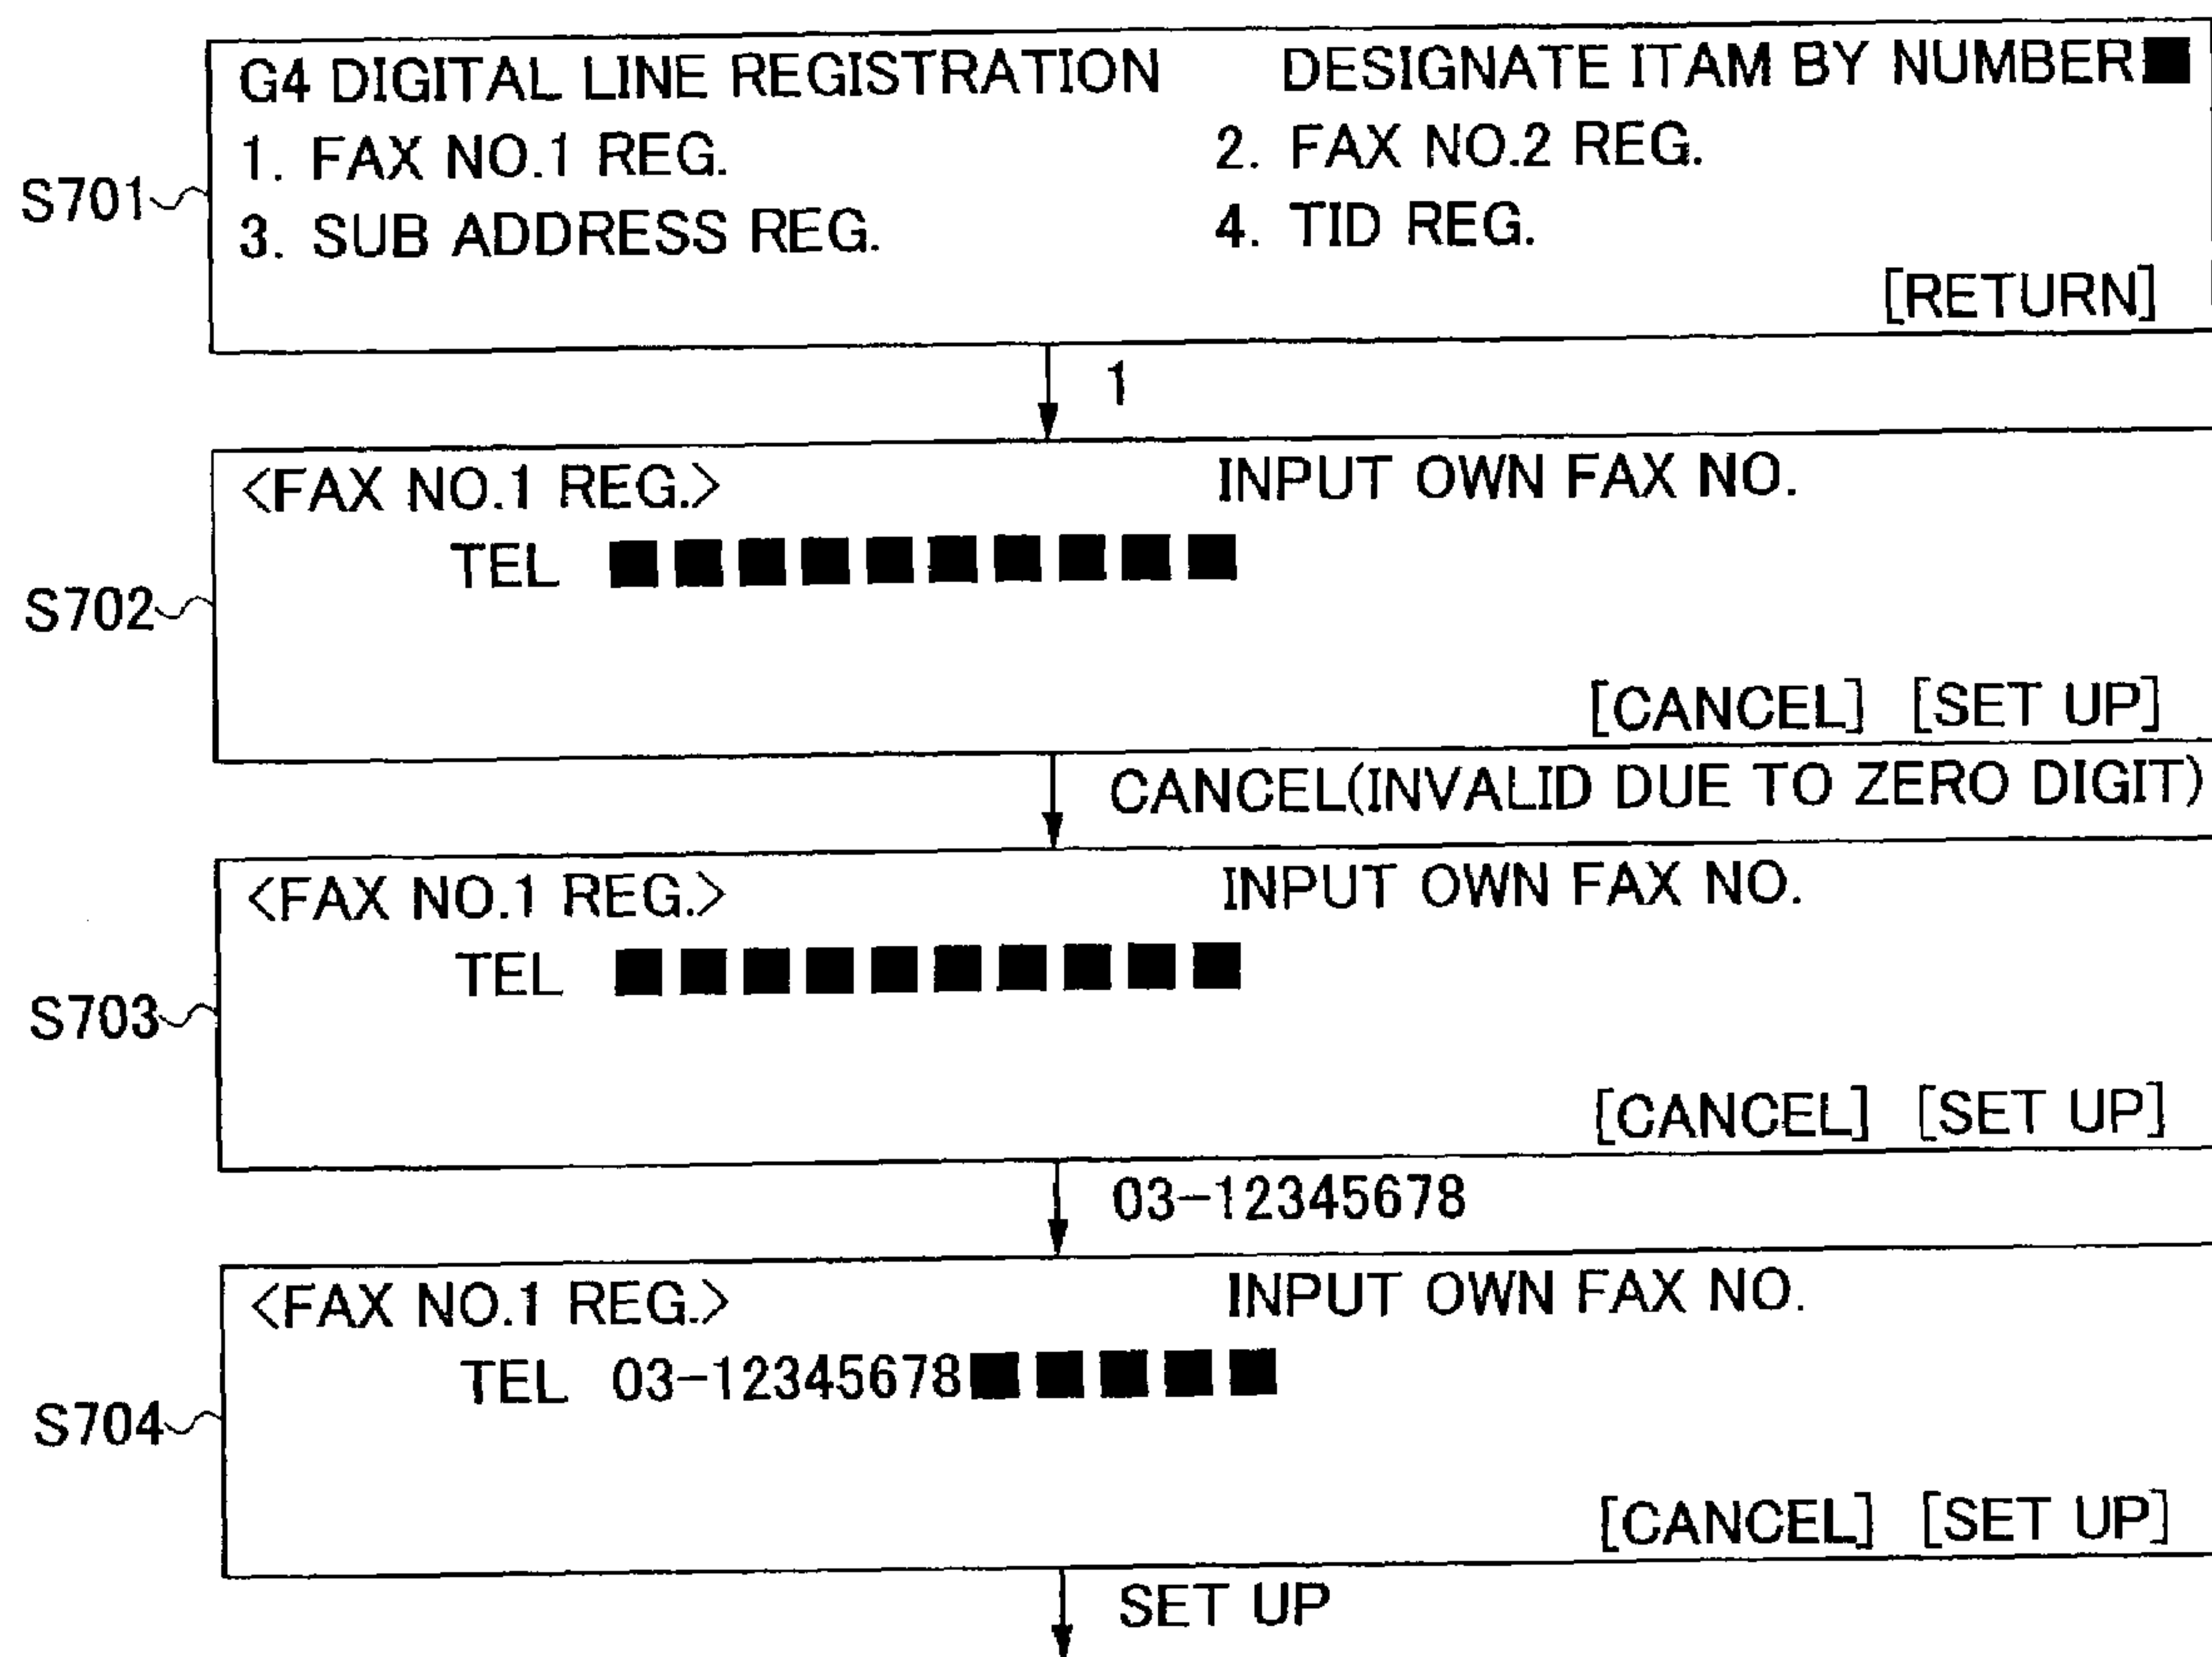 G4 DIGITAL LINE REGISTRATION DESIGNATE ITAM BY NUMBER■
1. FAX NO.1 REG. 2. FAX NO.2 REG.
S701
3. SUB ADDRESS REG. 4. TID REG.
[RETURN]
1
<FAX NO.1 REG.> INPUT OWN FAX NO.
TEL ■■■■■■■■■■
S702
[CANCEL] [SET UP]
CANCEL(INVALID DUE TO ZERO DIGIT)
<FAX NO.1 REG.> INPUT OWN FAX NO.
TEL ■■■■■■■■■■
S703
[CANCEL] [SET UP]
03-12345678
<FAX NO.1 REG.> INPUT OWN FAX NO.
TEL 03-12345678■■■■■
S704
[CANCEL] [SET UP]
SET UP